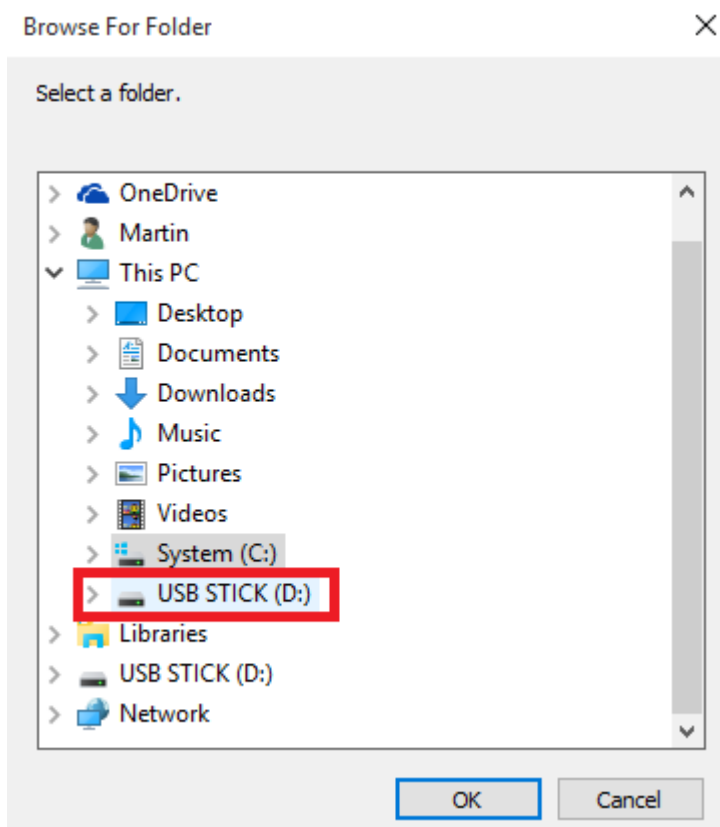 Browse For Folder
Select a folder.
OneDrive
Martin
This PC
Desktop
Documents
Downloads
Music
Pictures
Videos
System (C:)
USB STICK (D:)
Libraries
USB STICK (D:)
Network
OK Cancel